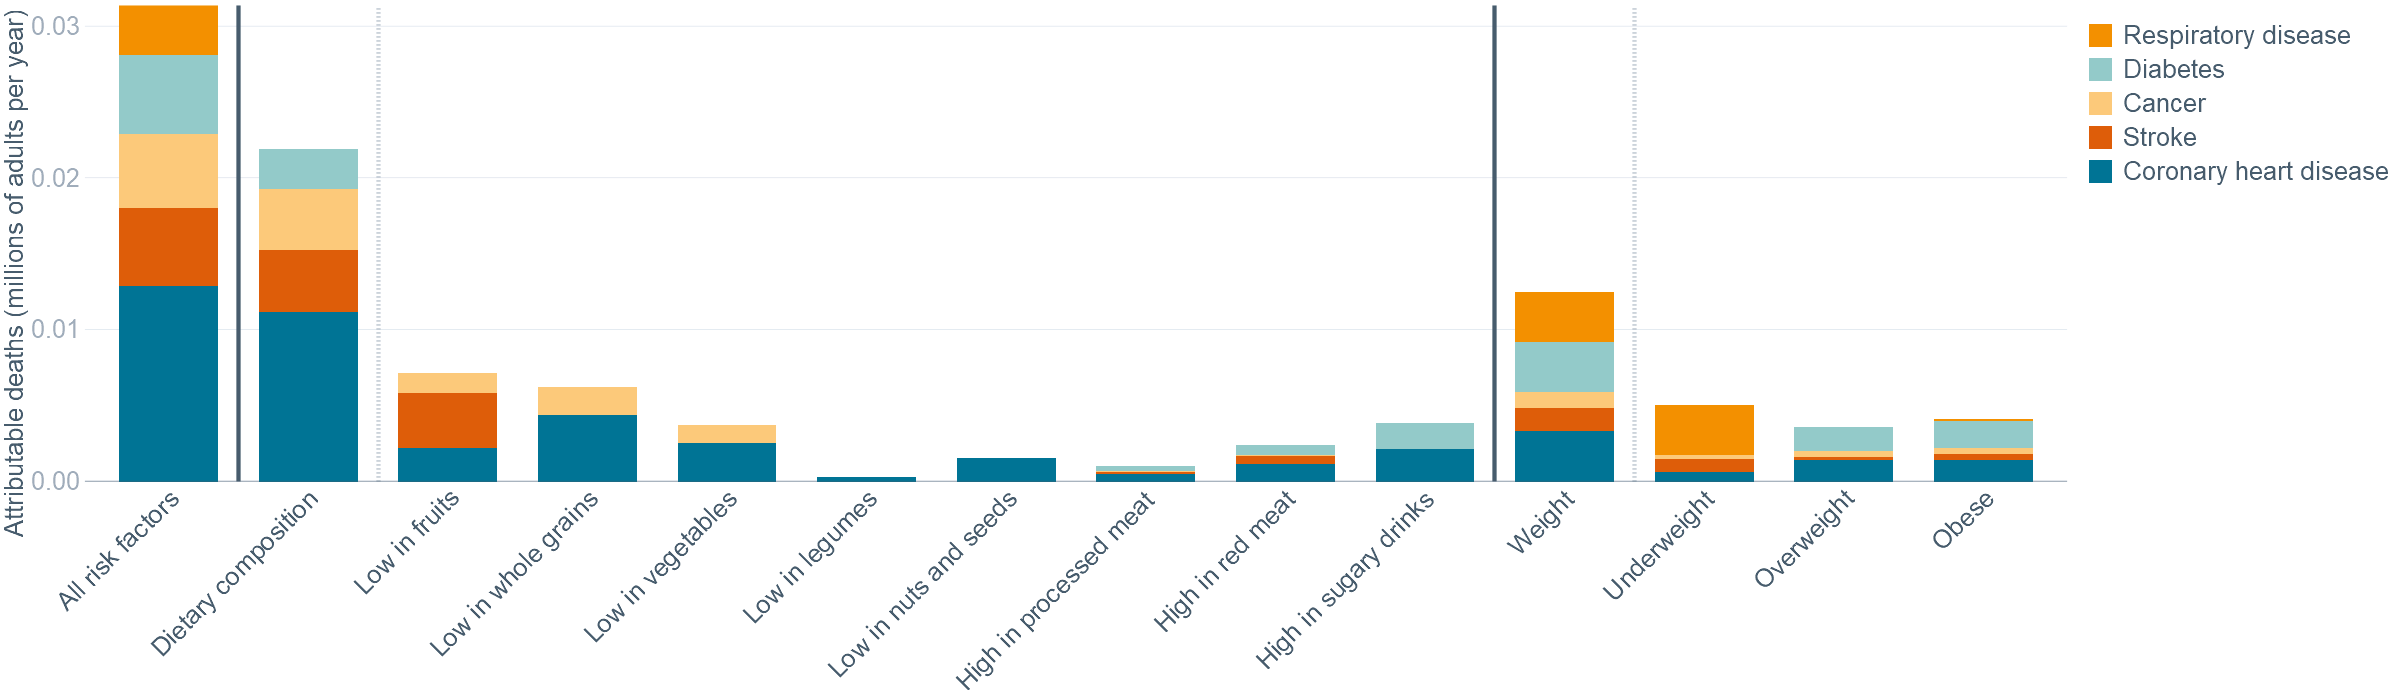 Attributable deaths (millions of adults per year)
0.03
0.02
0.01
0.00
All risk factors
Dietary composition
Low in fruits
Low in whole grains
Low in vegetables
Low in legumes
Low in nuts and seeds
High in processed meat
High in red meat
High in sugary drinks
Weight
Underweight
Overweight
Obese
Respiratory disease
Diabetes
Cancer
Stroke
Coronary heart disease